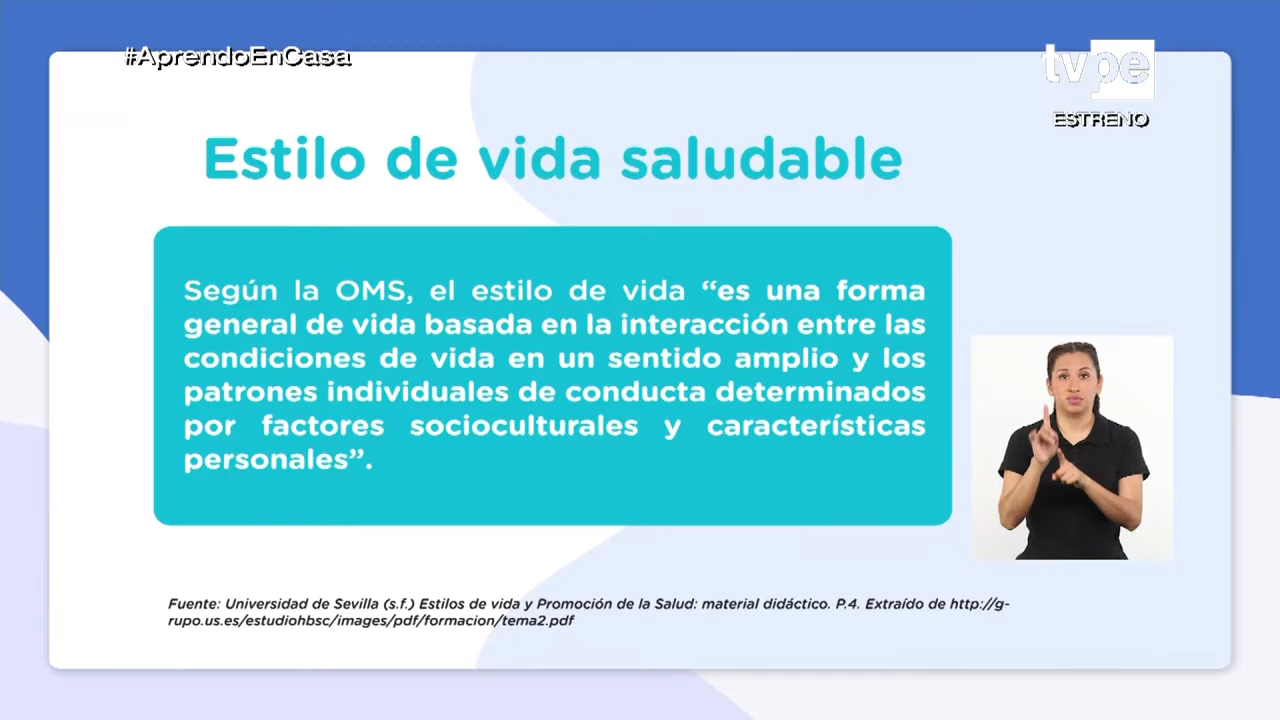 #AprendoEnCasa
tvpe
ESTRENO
Estilo de vida saludable
Según la OMS, el estilo de vida “es una forma
general de vida basada en la interacción entre las
condiciones de vida en un sentido amplio y los
patrones individuales de conducta determinados
por factores socioculturales y características
personales”.
Fuente: Universidad de Sevilla (s.f.) Estilos de vida y Promoción de la Salud: material didáctico. P.4. Extraído de http://g-
rupo.us.es/estudiohbsc/images/pdf/formacion/tema2.pdf